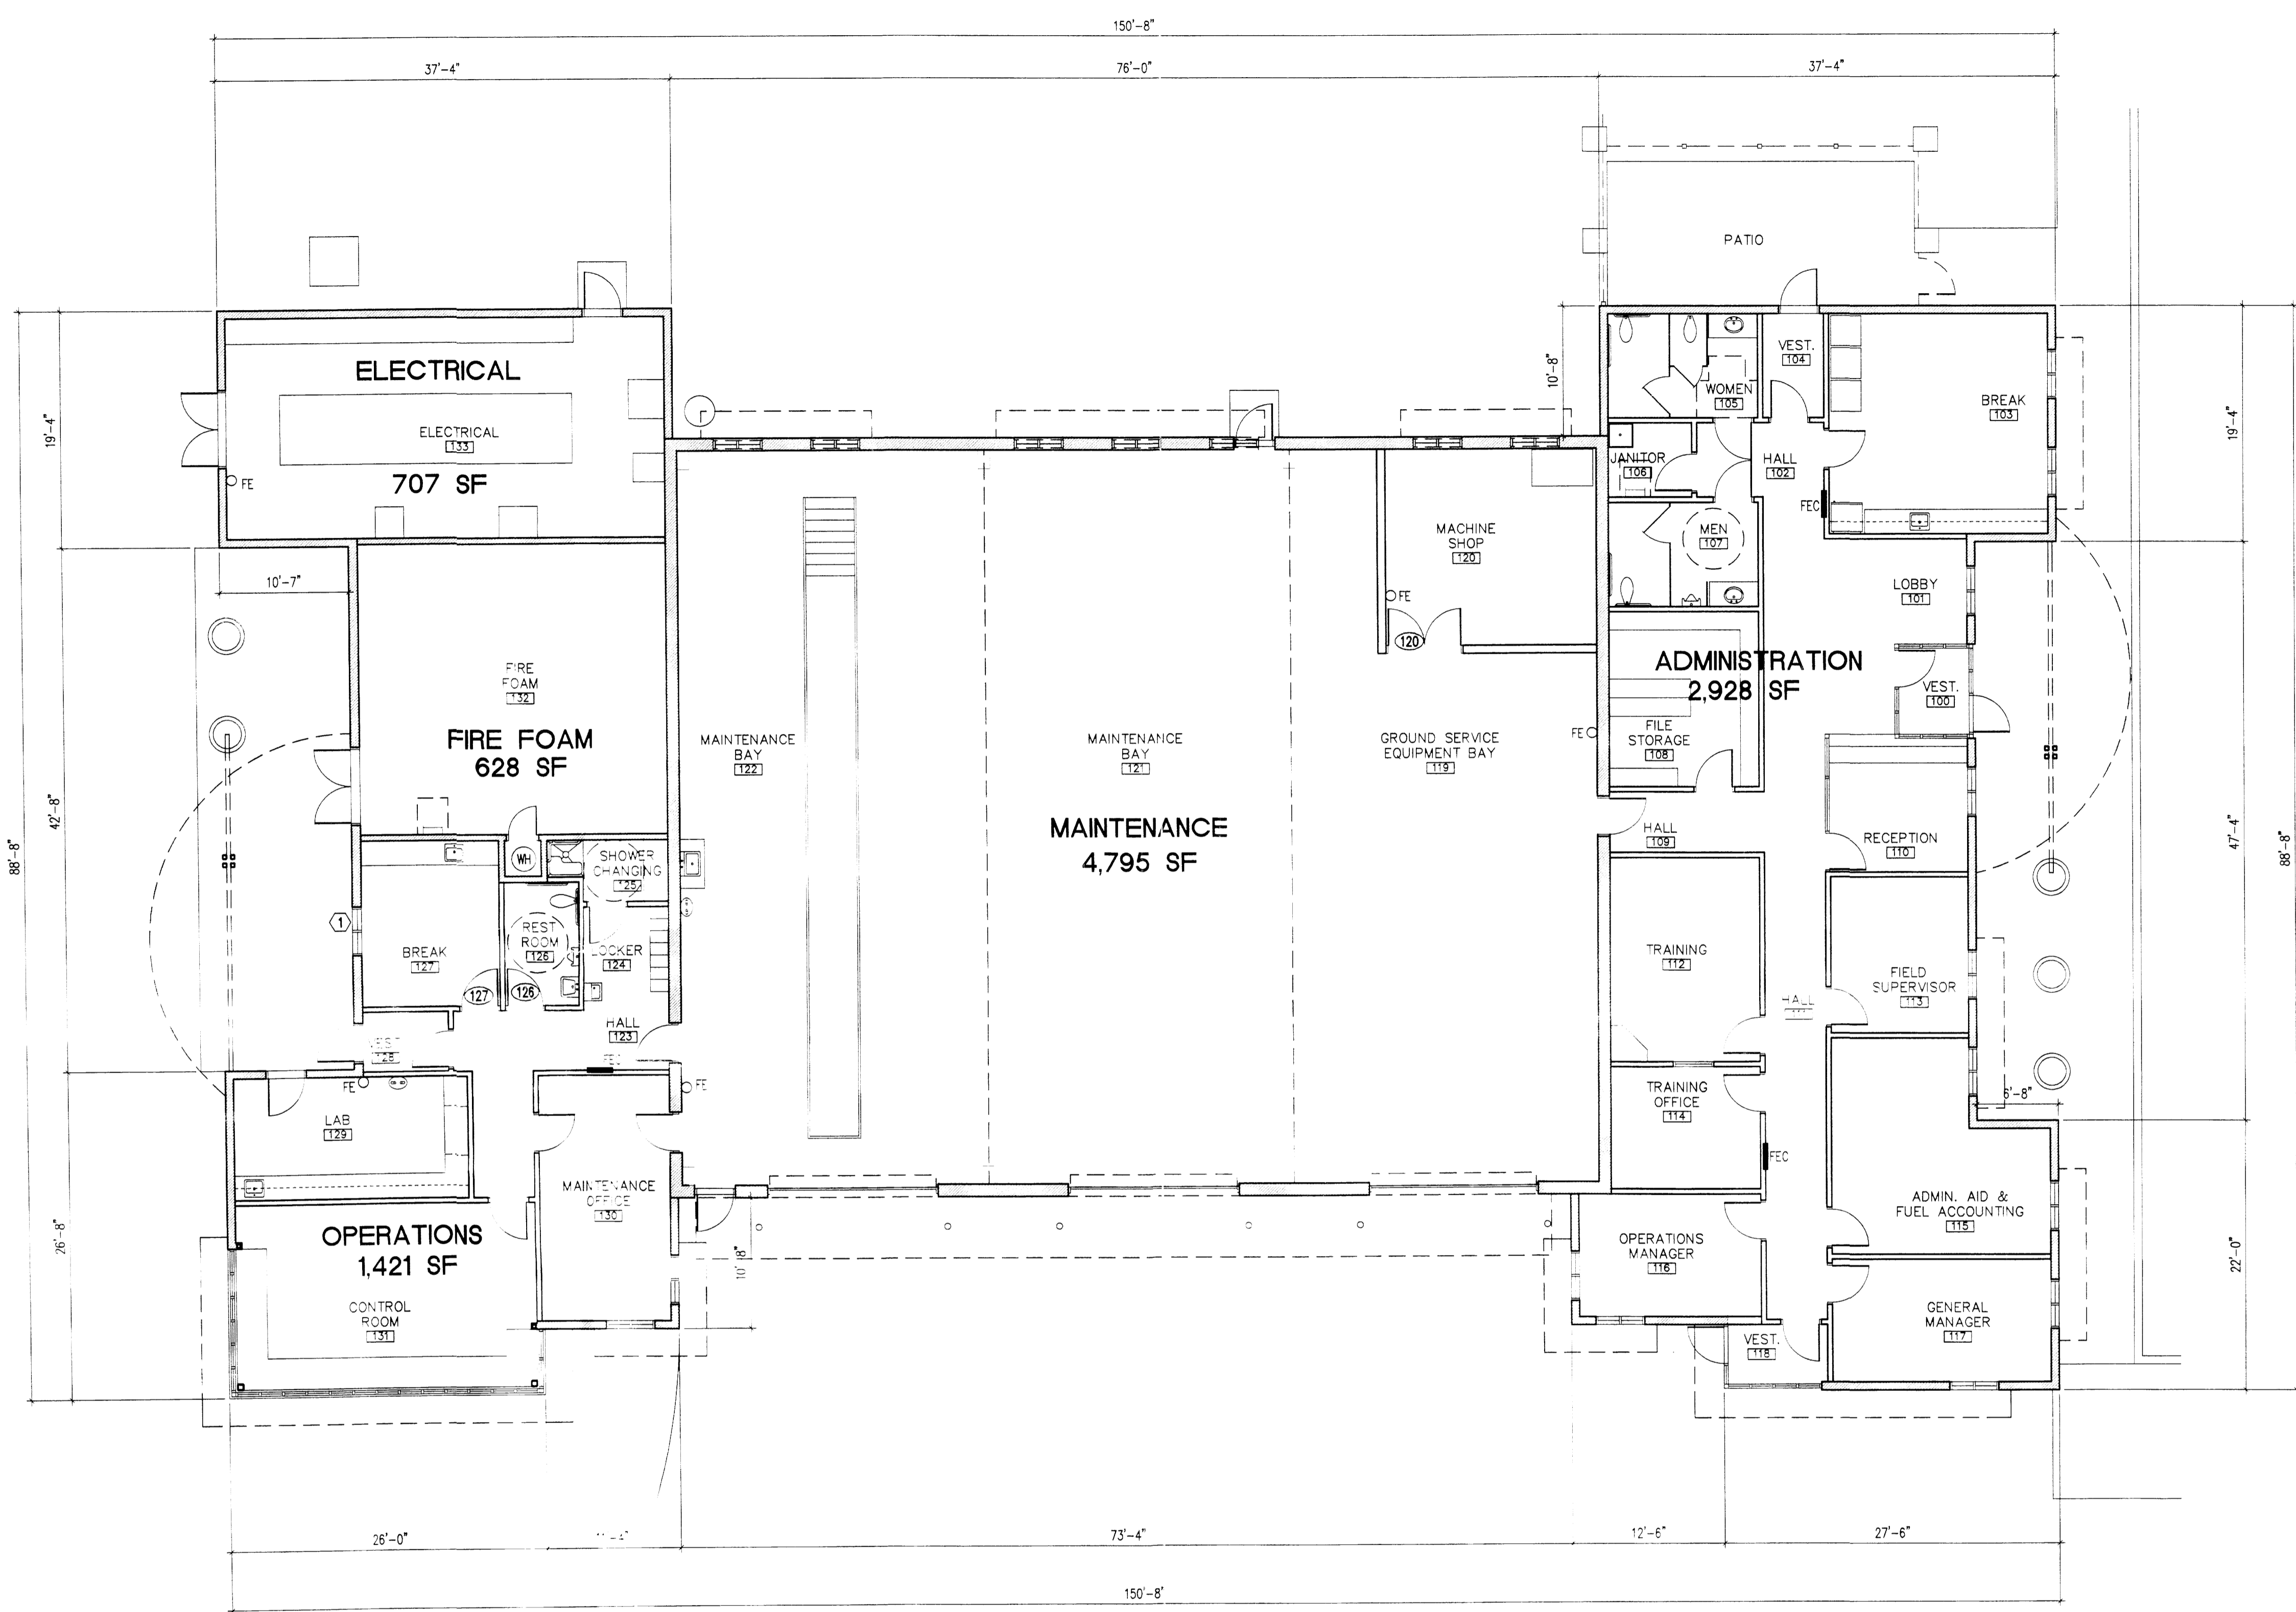 150'-8"
37'-4"
76'-0"
37'-4"
PATIO
ELECTRICAL
ELECTRICAL
133
707 SF
FE
19'-4"
10'-8"
VEST.
104
WOMEN
105
BREAK
103
19'-4"
JANITOR
106
HALL
102
FEC
MEN
107
MACHINE
SHOP
120
FE
120
10'-7"
LOBBY
101
FIRE
FOAM
132
FIRE FOAM
628 SF
ADMINISTRATION
2,928 SF
VEST.
100
FILE
STORAGE
108
MAINTENANCE
BAY
122
MAINTENANCE
BAY
121
GROUND SERVICE
EQUIPMENT BAY
119
FE
MAINTENANCE
4,795 SF
42'-8"
88'-8"
47'-4"
88'-8"
HALL
109
RECEPTION
110
WH
SHOWER
CHANGING
125
1
REST
ROOM
126
BREAK
127
LOCKER
124
127
126
TRAINING
112
FIELD
SUPERVISOR
113
HALL
HALL
123
128
FEC
FE
FE
LAB
129
TRAINING
OFFICE
114
6'-8"
FEC
MAINTENANCE
OFFICE
130
OPERATIONS
1,421 SF
ADMIN. AID &
FUEL ACCOUNTING
115
OPERATIONS
MANAGER
116
26'-8"
10'-8"
22'-0"
CONTROL
ROOM
131
GENERAL
MANAGER
117
VEST.
118
26'-0"
73'-4"
12'-6"
27'-6"
150'-8'